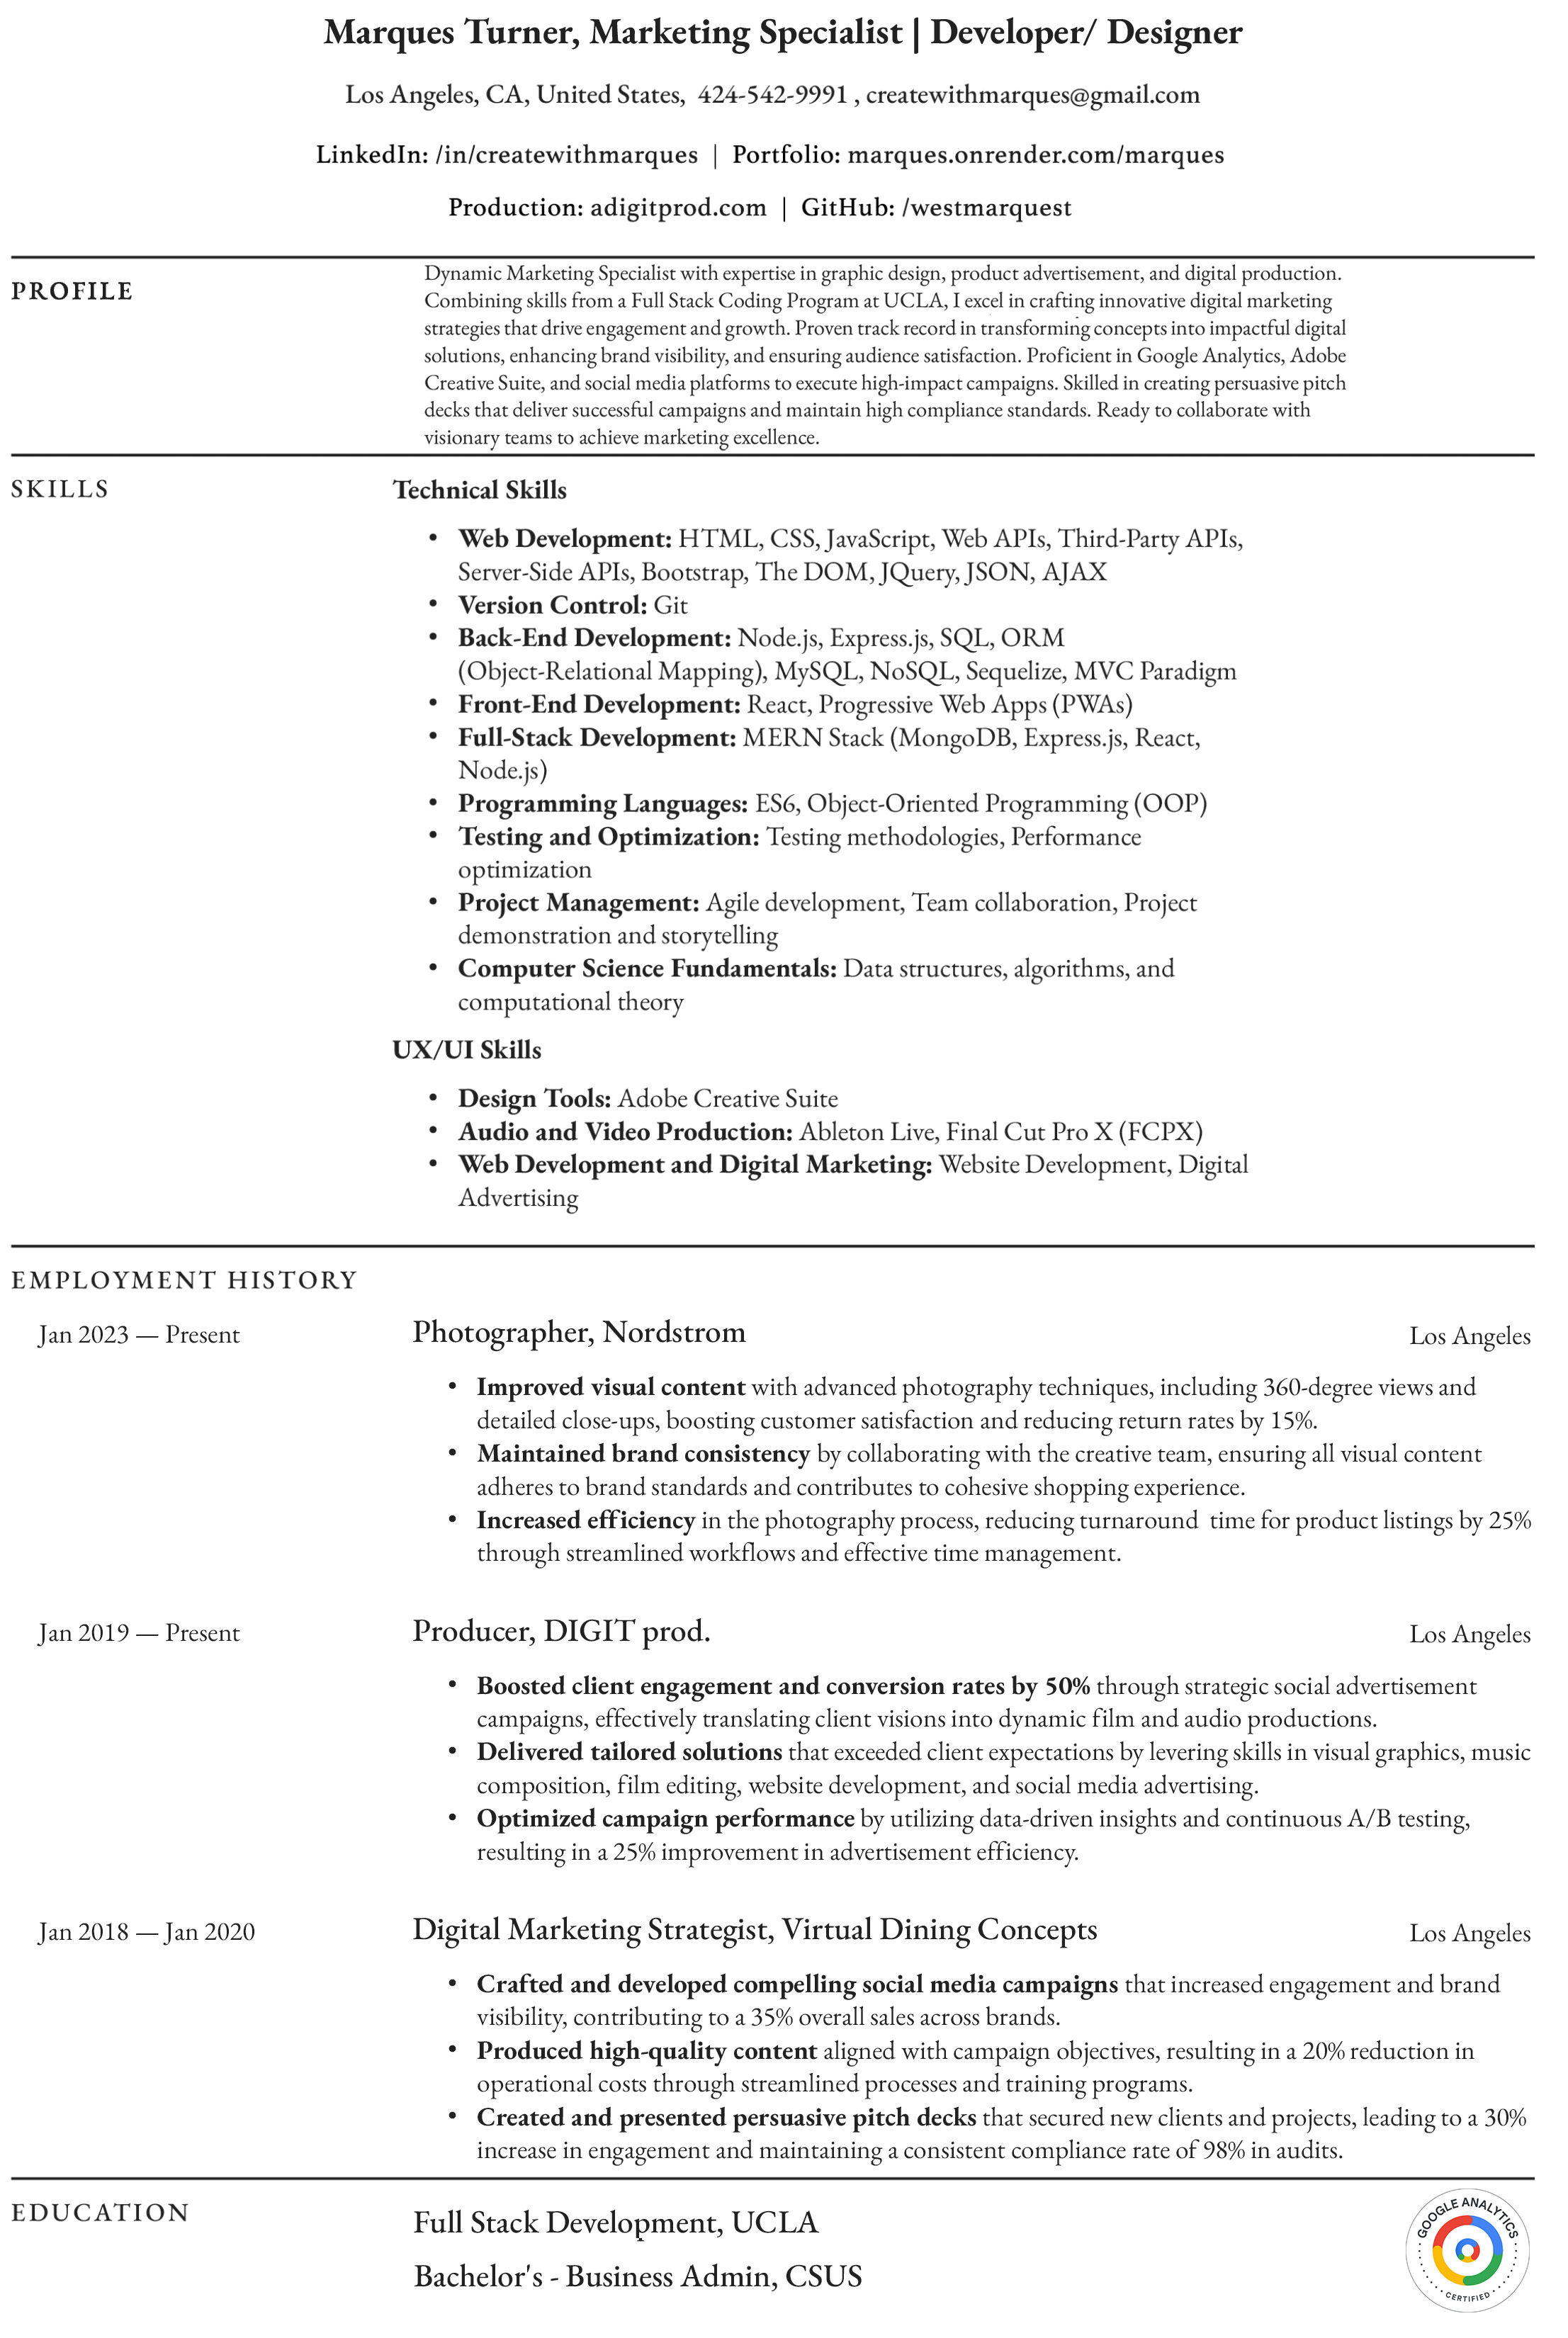 Marques Turner, Marketing Specialist | Developer/ Designer
Los Angeles, CA, United States, 424-542-9991 , createwithmarques@gmail.com
LinkedIn: /in/createwithmarques | Portfolio: marques.onrender.com/marques
Production: adigitprod.com | GitHub: /westmarquest
PROFILE
Dynamic Marketing Specialist with expertise in graphic design, product advertisement, and digital production.
Combining skills from a Full Stack Coding Program at UCLA, I excel in crafting innovative digital marketing
strategies that drive engagement and growth. Proven track record in transforming concepts into impactful digital
solutions, enhancing brand visibility, and ensuring audience satisfaction. Proficient in Google Analytics, Adobe
Creative Suite, and social media platforms to execute high-impact campaigns. Skilled in creating persuasive pitch
decks that deliver successful campaigns and maintain high compliance standards. Ready to collaborate with
visionary teams to achieve marketing excellence.
SKILLS
Technical Skills
• Web Development: HTML, CSS, JavaScript, Web APIs, Third-Party APIs,
Server-Side APIs, Bootstrap, The DOM, JQuery, JSON, AJAX
• Version Control: Git
• Back-End Development: Node.js, Express.js, SQL, ORM
(Object-Relational Mapping), MySQL, NoSQL, Sequelize, MVC Paradigm
• Front-End Development: React, Progressive Web Apps (PWAs)
• Full-Stack Development: MERN Stack (MongoDB, Express.js, React,
Node.js)
• Programming Languages: ES6, Object-Oriented Programming (OOP)
• Testing and Optimization: Testing methodologies, Performance
optimization
• Project Management: Agile development, Team collaboration, Project
demonstration and storytelling
• Computer Science Fundamentals: Data structures, algorithms, and
computational theory
UX/UI Skills
• Design Tools: Adobe Creative Suite
• Audio and Video Production: Ableton Live, Final Cut Pro X (FCPX)
• Web Development and Digital Marketing: Website Development, Digital
Advertising
EMPLOYMENT HISTORY
Jan 2023 — Present Photographer, Nordstrom Los Angeles
• Improved visual content with advanced photography techniques, including 360-degree views and
detailed close-ups, boosting customer satisfaction and reducing return rates by 15%.
• Maintained brand consistency by collaborating with the creative team, ensuring all visual content
adheres to brand standards and contributes to cohesive shopping experience.
• Increased efficiency in the photography process, reducing turnaround time for product listings by 25%
through streamlined workflows and effective time management.
Jan 2019 — Present Producer, DIGIT prod. Los Angeles
• Boosted client engagement and conversion rates by 50% through strategic social advertisement
campaigns, effectively translating client visions into dynamic film and audio productions.
• Delivered tailored solutions that exceeded client expectations by levering skills in visual graphics, music
composition, film editing, website development, and social media advertising.
• Optimized campaign performance by utilizing data-driven insights and continuous A/B testing,
resulting in a 25% improvement in advertisement efficiency.
Jan 2018 — Jan 2020 Digital Marketing Strategist, Virtual Dining Concepts Los Angeles
• Crafted and developed compelling social media campaigns that increased engagement and brand
visibility, contributing to a 35% overall sales across brands.
• Produced high-quality content aligned with campaign objectives, resulting in a 20% reduction in
operational costs through streamlined processes and training programs.
• Created and presented persuasive pitch decks that secured new clients and projects, leading to a 30%
increase in engagement and maintaining a consistent compliance rate of 98% in audits.
EDUCATION
Full Stack Development, UCLA
Bachelor's - Business Admin, CSUS
GOOGLE ANALYTICS
CERTIFIED